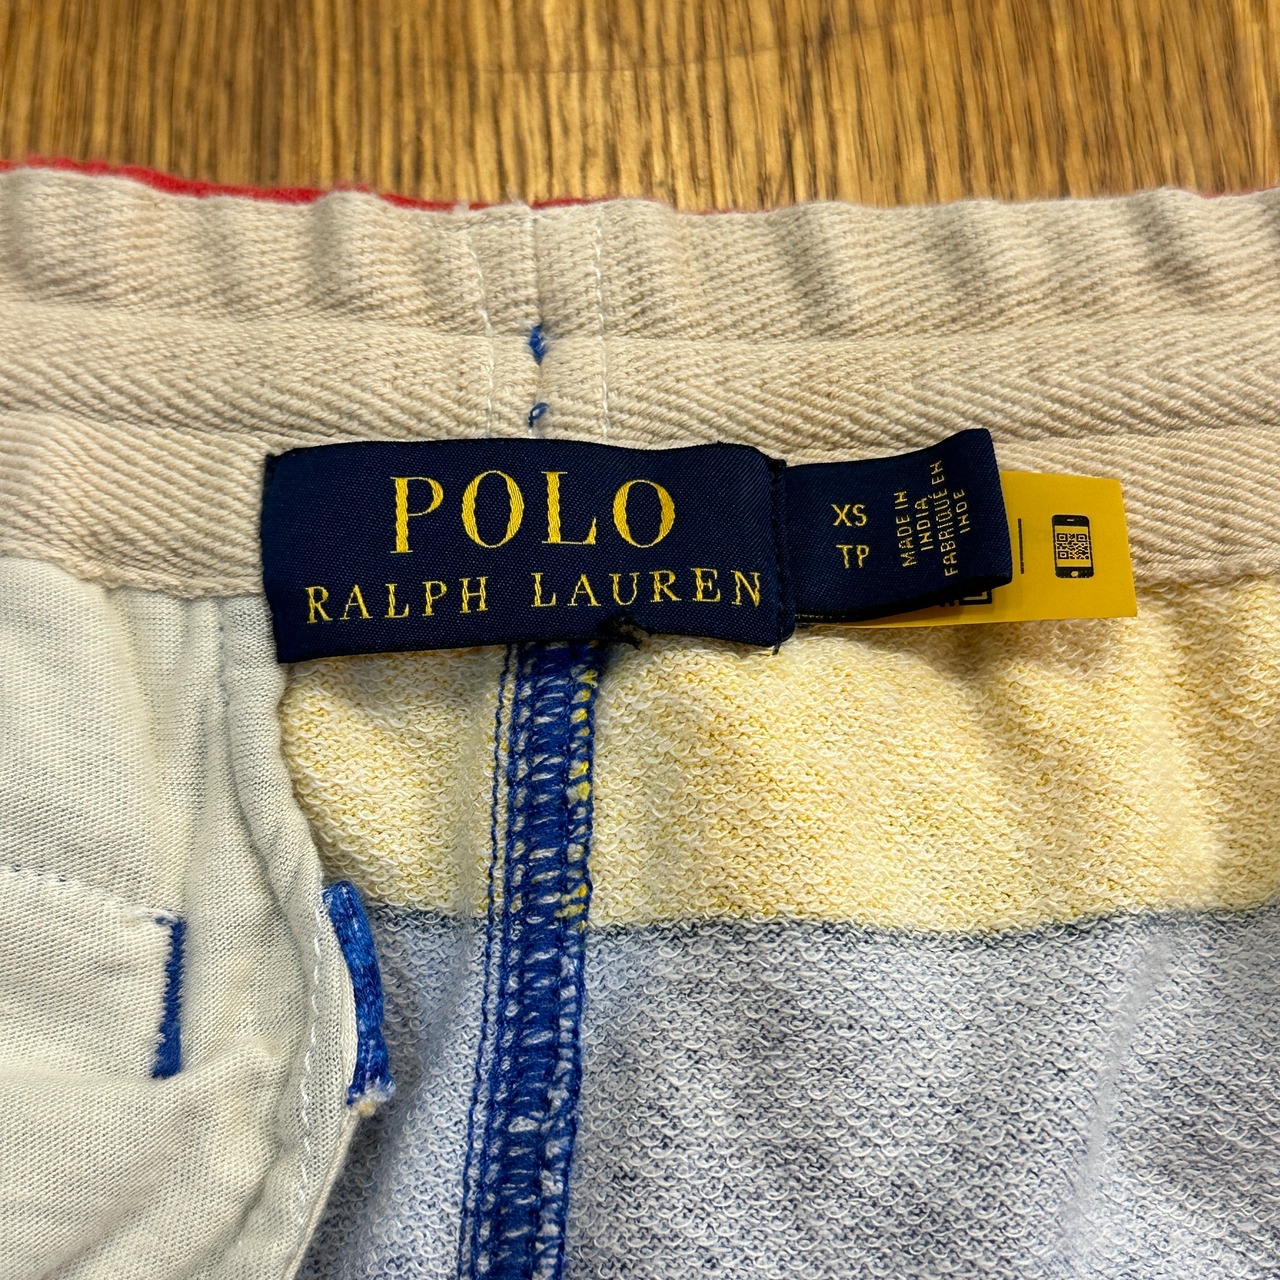 POLO
RALPH LAUREN
XS
TP
MADE IN
INDIA
FABRIQUÉ EN
INDE